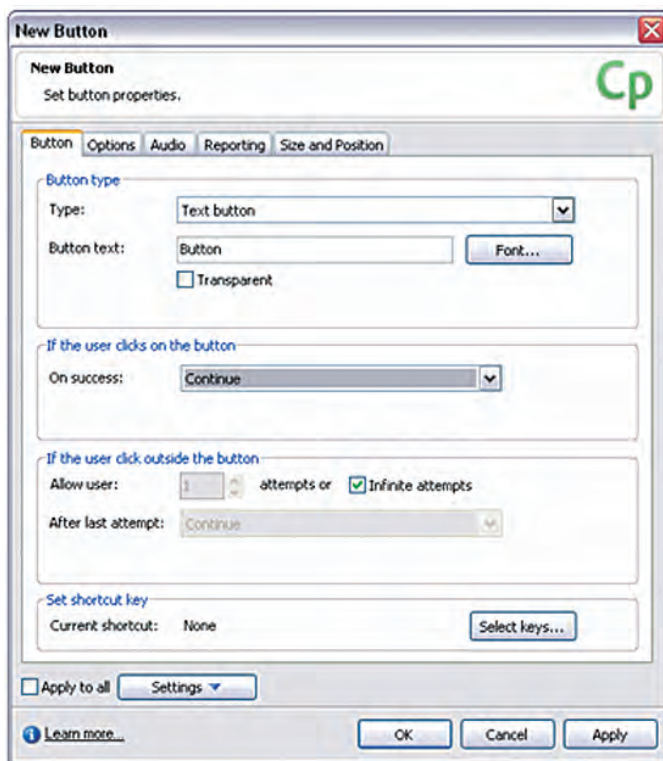 New Button
New Button
Set button properties.
Cp
Button Options Audio Reporting Size and Position
Button type
Type: Text button
Button text: Button Font...
Transparent
If the user clicks on the button
On success: Continue
If the user click outside the button
Allow user: 1 attempts or Infinite attempts
After last attempt: Continue
Set shortcut key
Current shortcut: None Select keys...
Apply to all Settings
Learn more... OK Cancel Apply